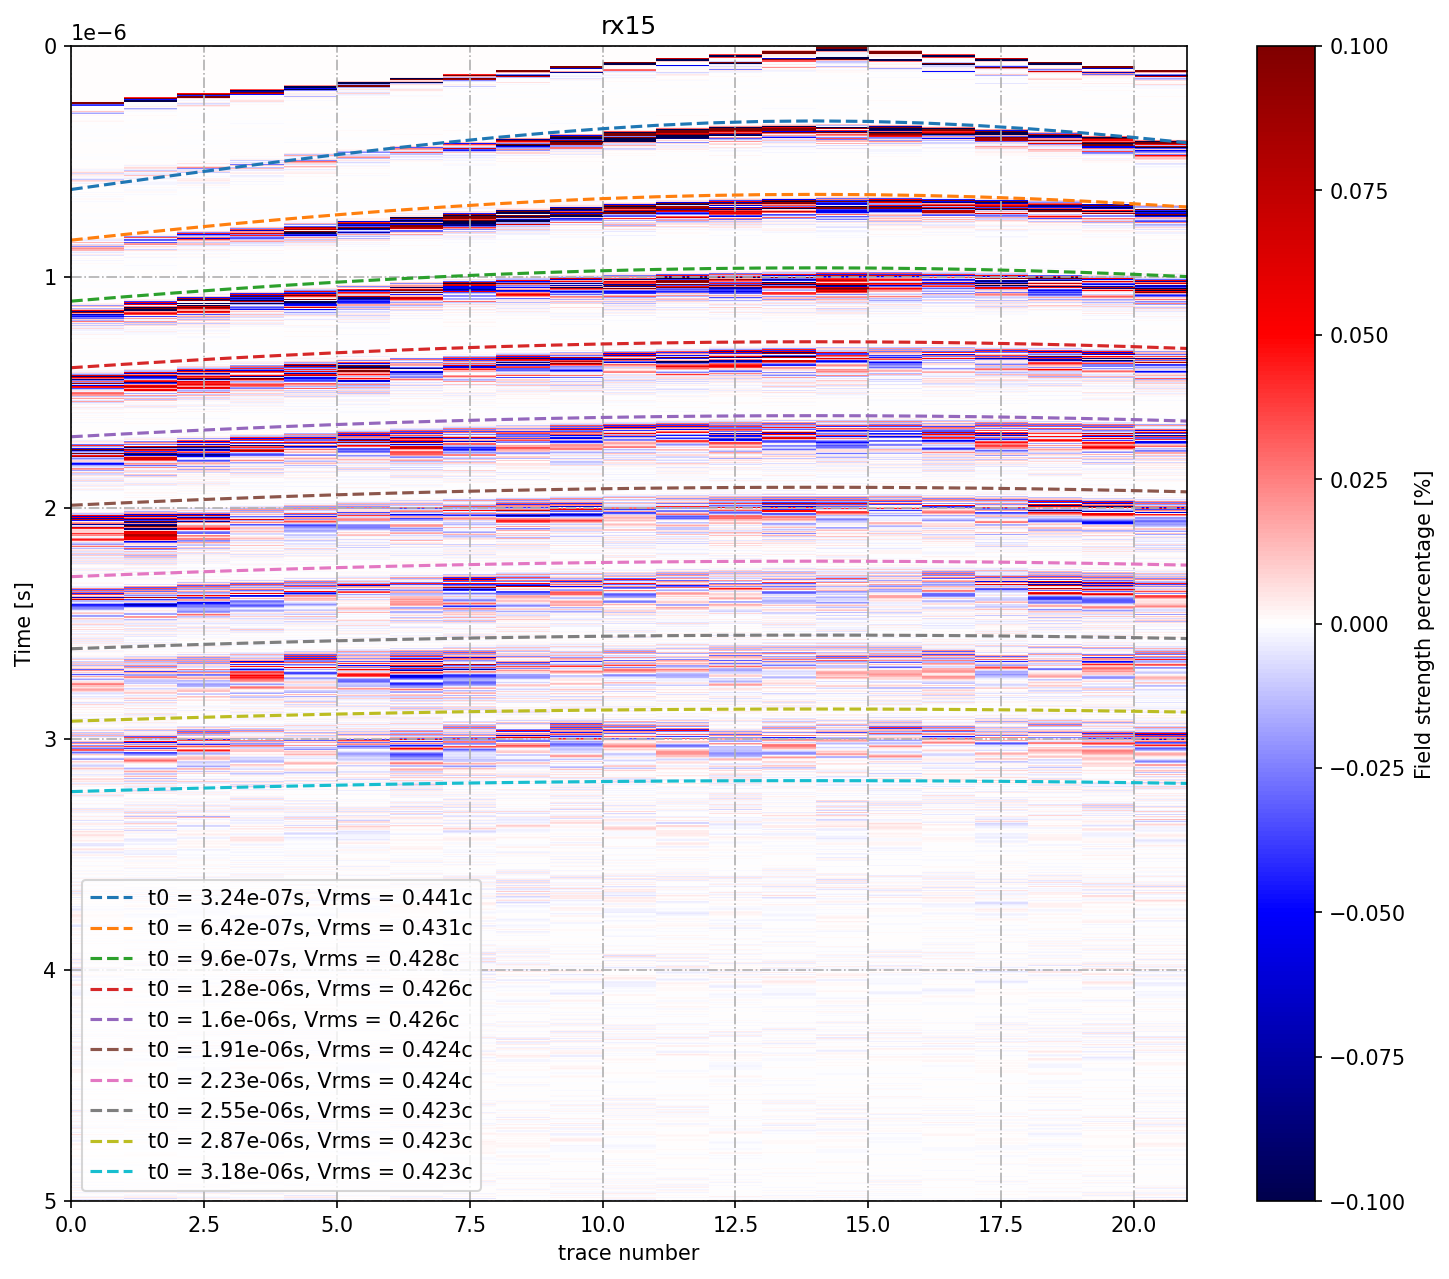 rx15
1e−6
0
1
2
3
4
5
Time [s]
0.0
2.5
5.0
7.5
10.0
12.5
15.0
17.5
20.0
trace number
t0 = 3.24e-07s, Vrms = 0.441c
t0 = 6.42e-07s, Vrms = 0.431c
t0 = 9.6e-07s, Vrms = 0.428c
t0 = 1.28e-06s, Vrms = 0.426c
t0 = 1.6e-06s, Vrms = 0.426c
t0 = 1.91e-06s, Vrms = 0.424c
t0 = 2.23e-06s, Vrms = 0.424c
t0 = 2.55e-06s, Vrms = 0.423c
t0 = 2.87e-06s, Vrms = 0.423c
t0 = 3.18e-06s, Vrms = 0.423c
0.100
0.075
0.050
0.025
0.000
−0.025
−0.050
−0.075
−0.100
Field strength percentage [%]